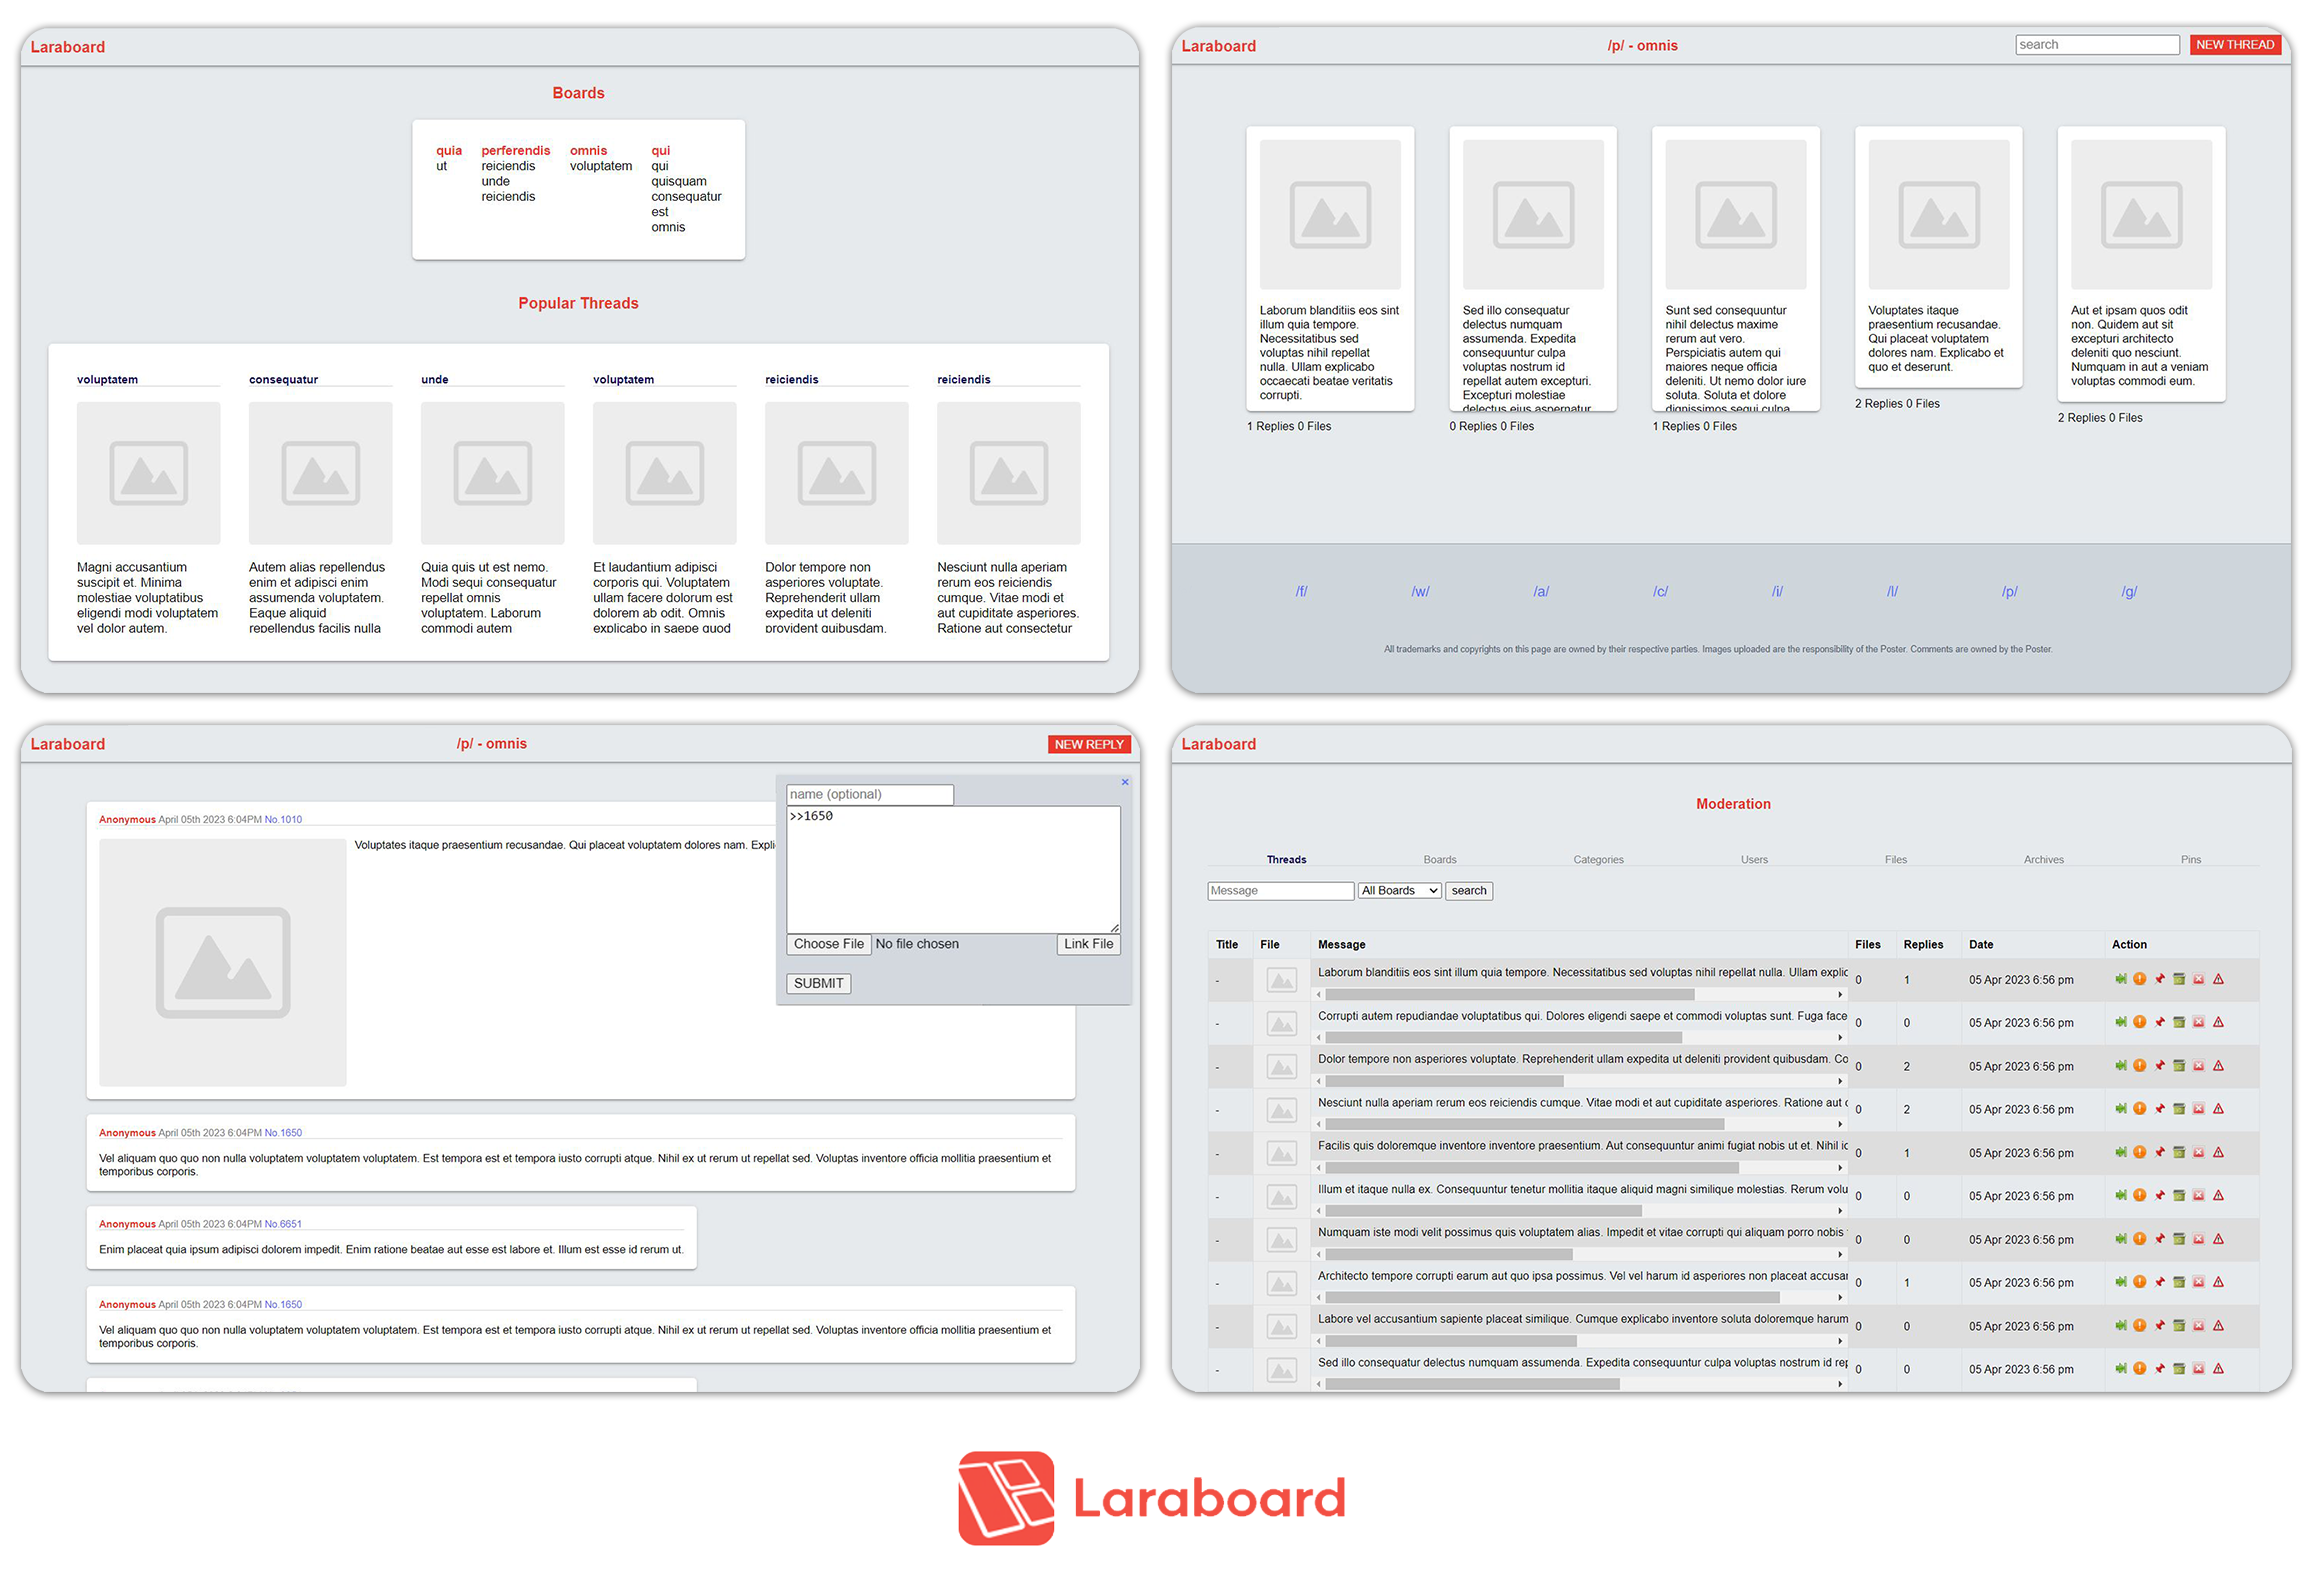 Laraboard
Boards
quia
ut
perferendis
reiciendis
unde
reiciendis
omnis
voluptatem
qui
qui
quisquam
consequatur
est
omnis
Popular Threads
voluptatem
Magni accusantium
suscipit et. Minima
molestiae voluptatibus
eligendi modi voluptatem
vel dolor autem.
consequatur
Autem alias repellendus
enim et adipisci enim
assumenda voluptatem.
Eaque aliquid
repellendus facilis nulla
unde
Quia quis ut est nemo.
Modi sequi consequatur
repellat omnis
voluptatem. Laborum
commodi autem
voluptatem
Et laudantium adipisci
corporis qui. Voluptatem
ullam facere dolorum est
dolorem ab odit. Omnis
explicabo in saepe quod
reiciendis
Dolor tempore non
asperiores voluptate.
Reprehenderit ullam
expedita ut deleniti
provident quibusdam.
reiciendis
Nesciunt nulla aperiam
rerum eos reiciendis
cumque. Vitae modi et
aut cupiditate asperiores.
Ratione aut consectetur
Laraboard
/p/ - omnis
search
NEW THREAD
Laborum blanditiis eos sint
illum quia tempore.
Necessitatibus sed
voluptas nihil repellat
nulla. Ullam explicabo
occaecati beatae veritatis
corrupti.
1 Replies 0 Files
Sed illo consequatur
delectus numquam
assumenda. Expedita
consequuntur culpa
voluptas nostrum id
repellat autem excepturi.
Excepturi molestiae
delectus eius aspernatur
0 Replies 0 Files
Sunt sed consequuntur
nihil delectus maxime
rerum aut vero.
Perspiciatis autem qui
maiores neque officia
deleniti. Ut nemo dolor iure
soluta. Soluta et dolore
dignissimos sequi culpa
1 Replies 0 Files
Voluptates itaque
praesentium recusandae.
Qui placeat voluptatem
dolores nam. Explicabo et
quo et deserunt.
2 Replies 0 Files
Aut et ipsam quos odit
non. Quidem aut sit
excepturi architecto
deleniti quo nesciunt.
Numquam in aut a veniam
voluptas commodi eum.
2 Replies 0 Files
/f/ /w/ /a/ /c/ /i/ /l/ /p/ /g/
All trademarks and copyrights on this page are owned by their respective parties. Images uploaded are the responsibility of the Poster. Comments are owned by the Poster.
Laraboard
/p/ - omnis
NEW REPLY
Anonymous April 05th 2023 6:04PM No.1010
Voluptates itaque praesentium recusandae. Qui placeat voluptatem dolores nam. Expli
×
name (optional)
>>1650
Choose File No file chosen
Link File
SUBMIT
Anonymous April 05th 2023 6:04PM No.1650
Vel aliquam quo quo non nulla voluptatem voluptatem voluptatem. Est tempora est et tempora iusto corrupti atque. Nihil ex ut rerum ut repellat sed. Voluptas inventore officia mollitia praesentium et
temporibus corporis.
Anonymous April 05th 2023 6:04PM No.6651
Enim placeat quia ipsum adipisci dolorem impedit. Enim ratione beatae aut esse est labore et. Illum est esse id rerum ut.
Anonymous April 05th 2023 6:04PM No.1650
Vel aliquam quo quo non nulla voluptatem voluptatem voluptatem. Est tempora est et tempora iusto corrupti atque. Nihil ex ut rerum ut repellat sed. Voluptas inventore officia mollitia praesentium et
temporibus corporis.
Laraboard
Moderation
Threads Boards Categories Users Files Archives Pins
Message All Boards search
Title File Message Files Replies Date Action
- Laborum blanditiis eos sint illum quia tempore. Necessitatibus sed voluptas nihil repellat nulla. Ullam explic 0 1 05 Apr 2023 6:56 pm
- Corrupti autem repudiandae voluptatibus qui. Dolores eligendi saepe et commodi voluptas sunt. Fuga face 0 0 05 Apr 2023 6:56 pm
- Dolor tempore non asperiores voluptate. Reprehenderit ullam expedita ut deleniti provident quibusdam. Co 0 2 05 Apr 2023 6:56 pm
- Nesciunt nulla aperiam rerum eos reiciendis cumque. Vitae modi et aut cupiditate asperiores. Ratione aut c 0 2 05 Apr 2023 6:56 pm
- Facilis quis doloremque inventore inventore praesentium. Aut consequuntur animi fugiat nobis ut et. Nihil ic 0 1 05 Apr 2023 6:56 pm
- Illum et itaque nulla ex. Consequuntur tenetur mollitia itaque aliquid magni similique molestias. Rerum volu 0 0 05 Apr 2023 6:56 pm
- Numquam iste modi velit possimus quis voluptatem alias. Impedit et vitae corrupti qui aliquam porro nobis 0 0 05 Apr 2023 6:56 pm
- Architecto tempore corrupti earum aut quo ipsa possimus. Vel vel harum id asperiores non placeat accusar 0 1 05 Apr 2023 6:56 pm
- Labore vel accusantium sapiente placeat similique. Cumque explicabo inventore soluta doloremque harum 0 0 05 Apr 2023 6:56 pm
- Sed illo consequatur delectus numquam assumenda. Expedita consequuntur culpa voluptas nostrum id rep 0 0 05 Apr 2023 6:56 pm
Laraboard